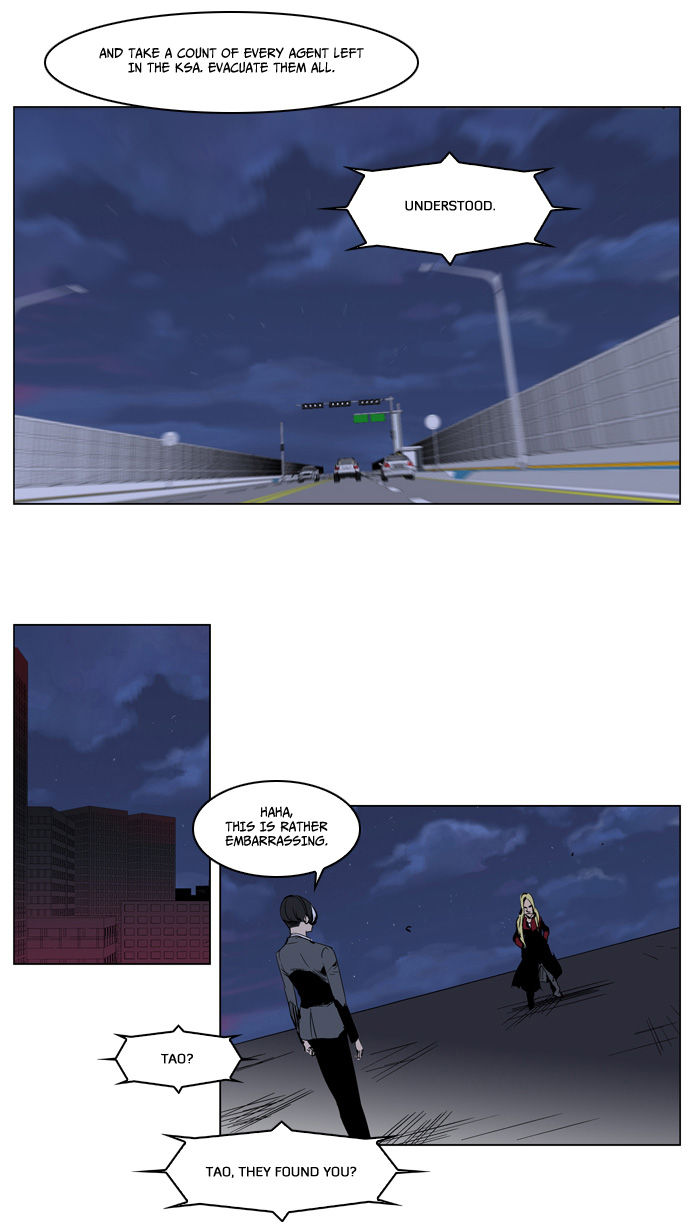 AND TAKE A COUNT OF EVERY AGENT LEFT
IN THE KSA. EVACUATE THEM ALL.
UNDERSTOOD.
HAHA,
THIS IS RATHER
EMBARRASSING.
TAO?
TAO, THEY FOUND YOU?